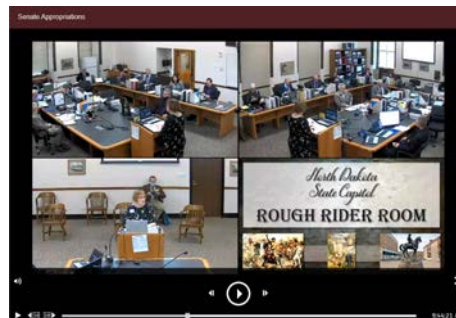 Senate Appropriations
North Dakota
State Capitol
ROUGH RIDER ROOM